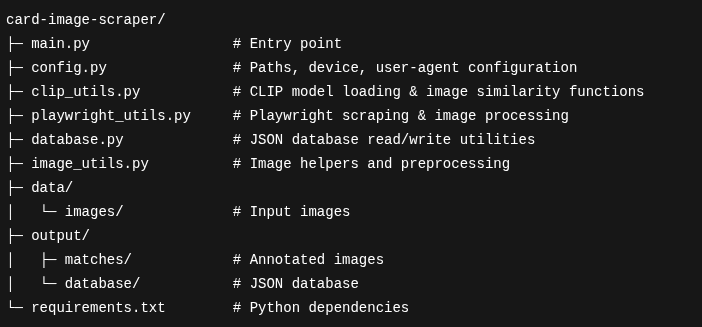 card-image-scraper/
├─ main.py                 # Entry point
├─ config.py               # Paths, device, user-agent configuration
├─ clip_utils.py           # CLIP model loading & image similarity functions
├─ playwright_utils.py     # Playwright scraping & image processing
├─ database.py             # JSON database read/write utilities
├─ image_utils.py          # Image helpers and preprocessing
├─ data/
│   └─ images/             # Input images
├─ output/
│   ├─ matches/            # Annotated images
│   └─ database/           # JSON database
└─ requirements.txt        # Python dependencies